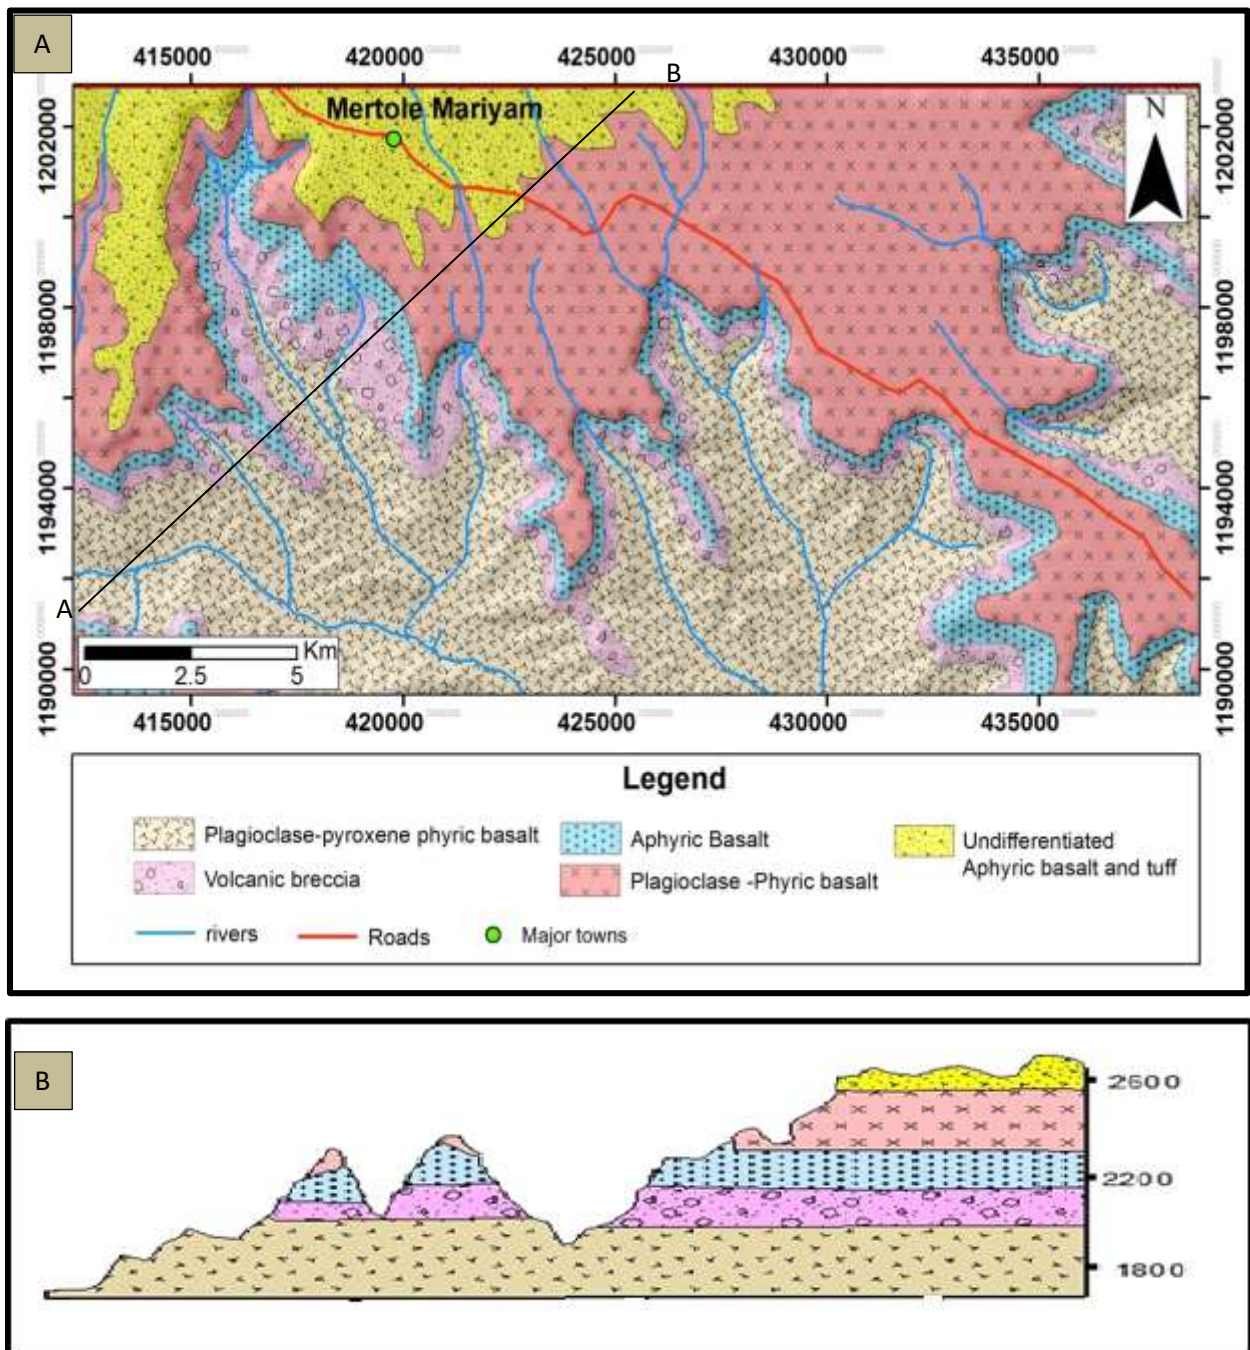 A
415000 420000 425000 430000 435000
B
Mertole Mariyam
N
1202000
1202000
1198000
1198000
1194000
1194000
A
Km
0 2.5 5
1190000
1190000
415000 420000 425000 430000 435000
Legend
Plagioclase-pyroxene phyric basalt
Aphyric Basalt
Undifferentiated
Aphyric basalt and tuff
Volcanic breccia
Plagioclase -Phyric basalt
rivers
Roads
Major towns
B
2600
2200
1800